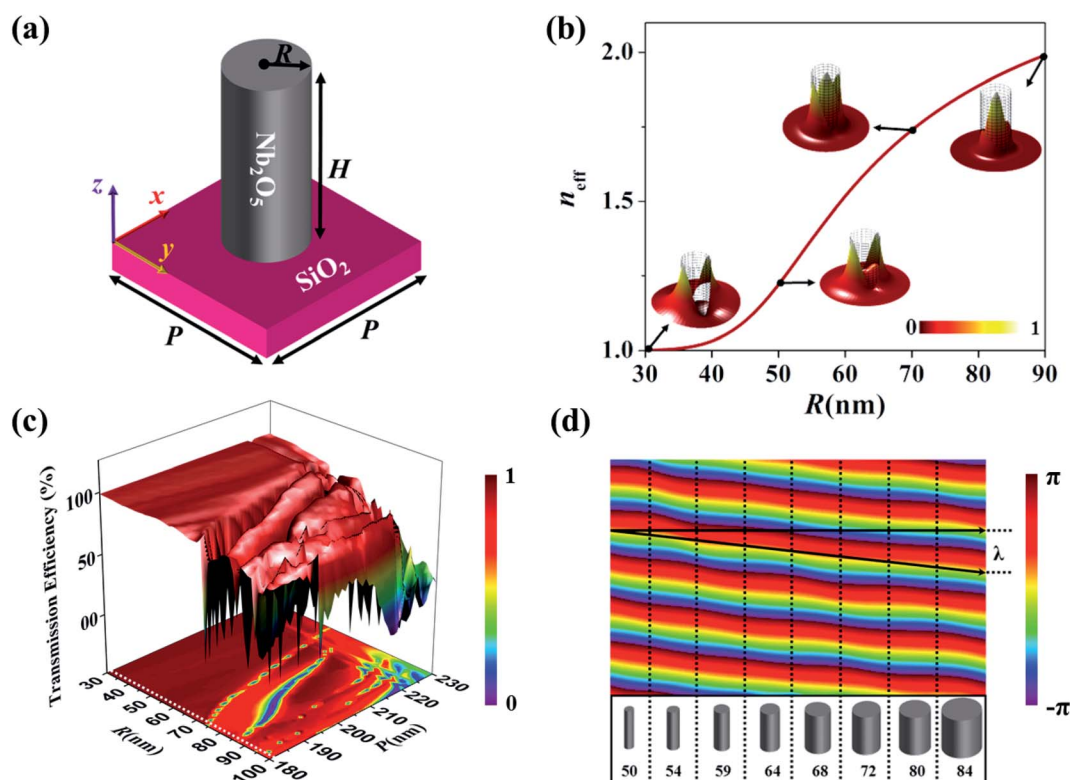 (a)
R
H
Nb₂O₅
z
x
y
SiO₂
P
P
(b)
n_eff
2.0
1.5
1.0
0
1
30
40
50
60
70
80
90
R(nm)
(c)
Transmission Efficiency (%)
100
50
00
30
40
50
60
70
80
90
100
R(nm)
180
190
200
210
220
230
P(nm)
1
0
(d)
λ
π
-π
50 54 59 64 68 72 80 84